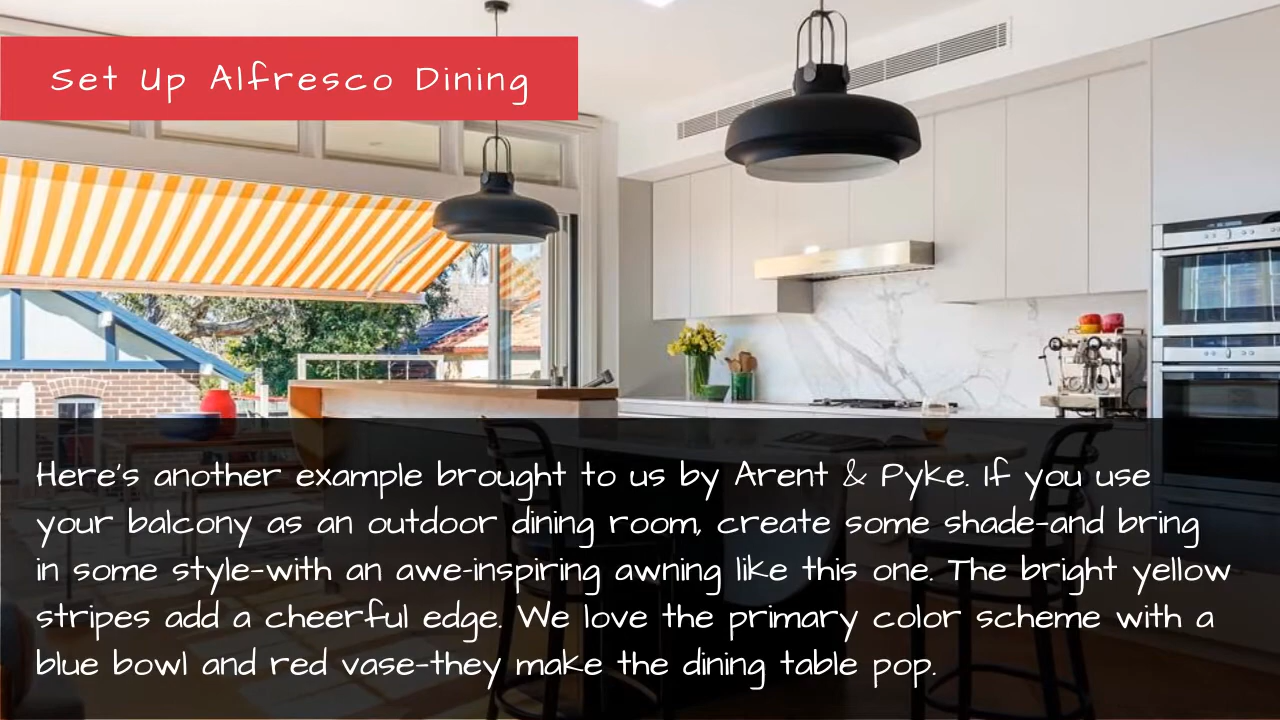 Set Up Alfresco Dining
Here's another example brought to us by Arent & Pyke. If you use
your balcony as an outdoor dining room, create some shade-and bring
in some style-with an awe-inspiring awning like this one. The bright yellow
stripes add a cheerful edge. We love the primary color scheme with a
blue bowl and red vase-they make the dining table pop.